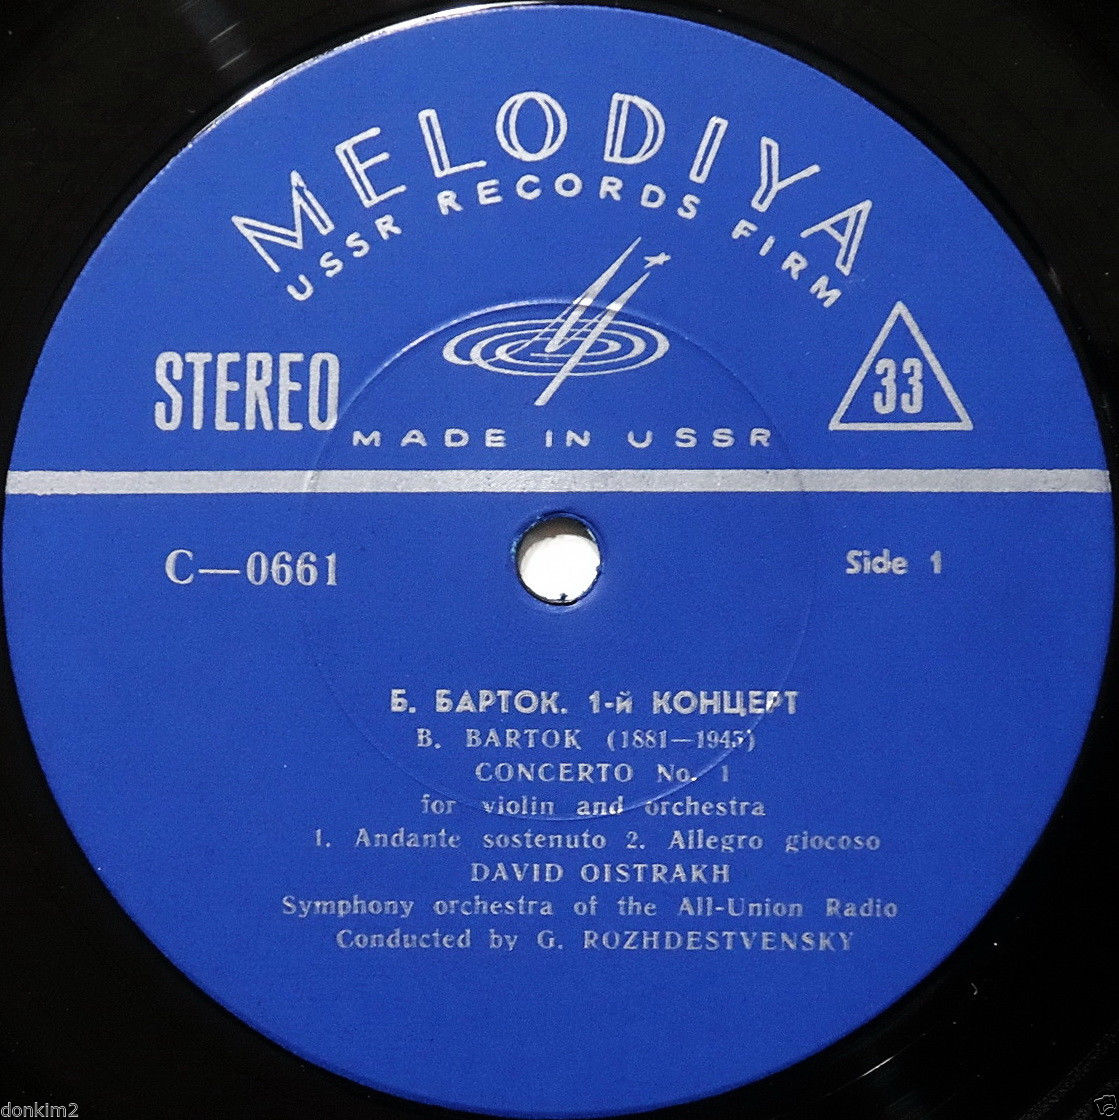 MELODIYA
USSR RECORDS FIRM
STEREO
33
MADE IN USSR
C—0661
Side 1
Б. БАРТОК. 1-й КОНЦЕРТ
B. BARTOK (1881—1945)
CONCERTO No. 1
for violin and orchestra
1. Andante sostenuto 2. Allegro giocoso
DAVID OISTRAKH
Symphony orchestra of the All-Union Radio
Conducted by G. ROZHDESTVENSKY
donkim2